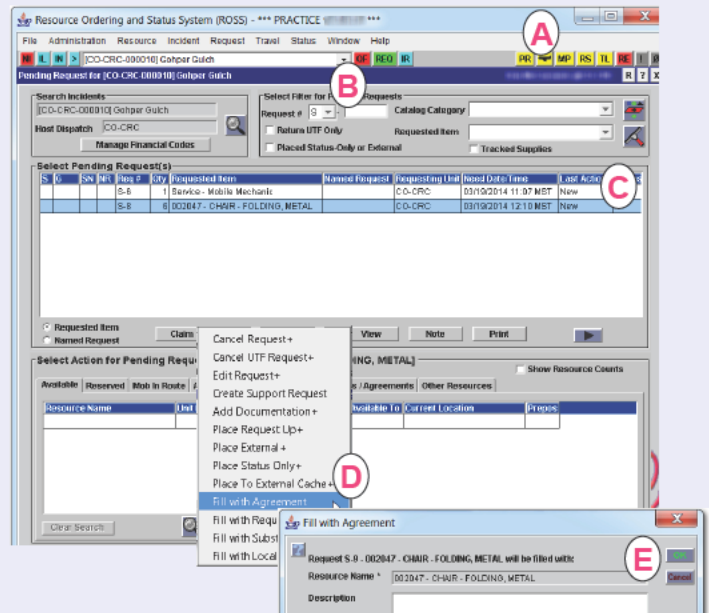 Resource Ordering and Status System (ROSS) - *** PRACTICE ***
A
File Administration Resource Incident Request Travel Status Window Help
IL IN > [CO-CRC-000010] Gohper Gulch OF REQ IR PR MP RS TL RE
Pending Request for [CO-CRC-000010] Gohper Gulch R ? X
B
Search Incidents
[CO-CRC-000010] Gohper Gulch
Host Dispatch CO-CRC
Manage Financial Codes
Select Filter for Requests
Request # S - Catalog Category
Return UTF Only Requested Item
Placed Status-Only or External Tracked Supplies
Select Pending Request(s)
C
S G SN NR Req # Qty Requested Item Named Request Requesting Unit Need Date/Time Last Action
S-6 1 Service - Mobile Mechanic CO-CRC 03/19/2014 11:07 MST New
S-8 6 002047 - CHAIR - FOLDING, METAL CO-CRC 03/19/2014 12:10 MST New
Requested Item
Named Request
Claim View Note Print
Cancel Request+
Cancel UTF Request+
Edit Request+
Create Support Request
Add Documentation+
Place Request Up+
Place External+
Place Status Only+
Place To External Cache+
Fill with Agreement
Fill with Requ
Fill with Subst
Fill with Local
D
Select Action for Pending Reque ING, METAL]
Show Resource Counts
Available Reserved Mob In Route A s / Agreements Other Resources
Resource Name Unit Available To Current Location Prepos
Clear Search
Fill with Agreement
E
Request S-8 - 002047 - CHAIR - FOLDING, METAL will be filled with:
OK
Resource Name * 002047 - CHAIR - FOLDING, METAL
Cancel
Description